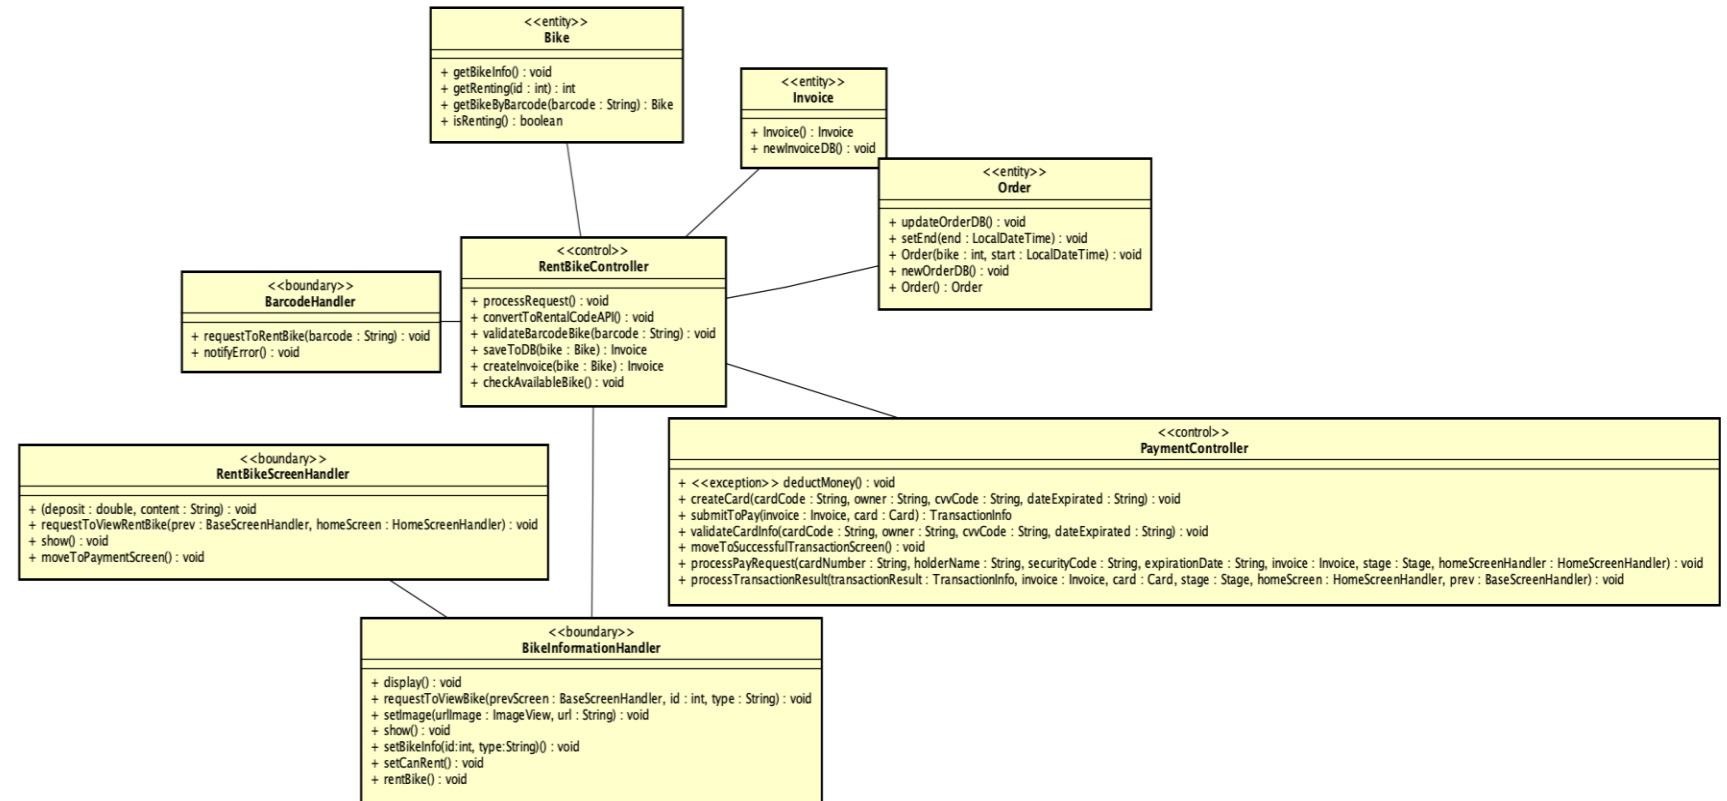 <<entity>>
Bike
+ getBikeInfo() : void
+ getRenting(id : int) : int
+ getBikeByBarcode(barcode : String) : Bike
+ isRenting() : boolean
<<entity>>
Invoice
+ Invoice() : Invoice
+ newInvoiceDB() : void
<<entity>>
Order
+ updateOrderDB() : void
+ setEnd(end : LocalDateTime) : void
+ Order(bike : int, start : LocalDateTime) : void
+ newOrderDB() : void
+ Order() : Order
<<control>>
RentBikeController
+ processRequest() : void
+ convertToRentalCodeAPI() : void
+ validateBarcodeBike(barcode : String) : void
+ saveToDB(bike : Bike) : Invoice
+ createInvoice(bike : Bike) : Invoice
+ checkAvailableBike() : void
<<boundary>>
BarcodeHandler
+ requestToRentBike(barcode : String) : void
+ notifyError() : void
<<control>>
PaymentController
+ <<exception>> deductMoney() : void
+ createCard(cardCode : String, owner : String, cvvCode : String, dateExpirated : String) : void
+ submitToPay(invoice : Invoice, card : Card) : TransactionInfo
+ validateCardInfo(cardCode : String, owner : String, cvvCode : String, dateExpirated : String) : void
+ moveToSuccessfulTransactionScreen() : void
+ processPayRequest(cardNumber : String, holderName : String, securityCode : String, expirationDate : String, invoice : Invoice, stage : Stage, homeScreenHandler : HomeScreenHandler) : void
+ processTransactionResult(transactionResult : TransactionInfo, invoice : Invoice, card : Card, stage : Stage, homeScreen : HomeScreenHandler, prev : BaseScreenHandler) : void
<<boundary>>
RentBikeScreenHandler
+ (deposit : double, content : String) : void
+ requestToViewRentBike(prev : BaseScreenHandler, homeScreen : HomeScreenHandler) : void
+ show() : void
+ moveToPaymentScreen() : void
<<boundary>>
BikeInformationHandler
+ display() : void
+ requestToViewBike(prevScreen : BaseScreenHandler, id : int, type : String) : void
+ setImage(urlImage : ImageView, url : String) : void
+ show() : void
+ setBikeInfo(id:int, type:String)() : void
+ setCanRent() : void
+ rentBike() : void